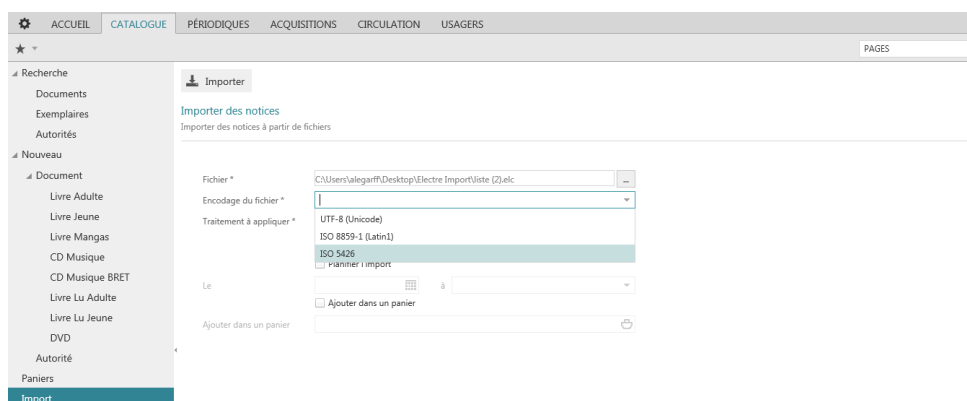 ACCUEIL CATALOGUE PÉRIODIQUES ACQUISITIONS CIRCULATION USAGERS
PAGES
Recherche
Documents
Exemplaires
Autorités
Nouveau
Document
Livre Adulte
Livre Jeune
Livre Mangas
CD Musique
CD Musique BRET
Livre Lu Adulte
Livre Lu Jeune
DVD
Autorité
Paniers
Import
Importer
Importer des notices
Importer des notices à partir de fichiers
Fichier * C:\Users\alegarff\Desktop\Electre Import\liste (2).elc ...
Encodage du fichier *
UTF-8 (Unicode)
Traitement à appliquer *
ISO 8859-1 (Latin1)
ISO 5426
Planifier l'import
Le à
Ajouter dans un panier
Ajouter dans un panier